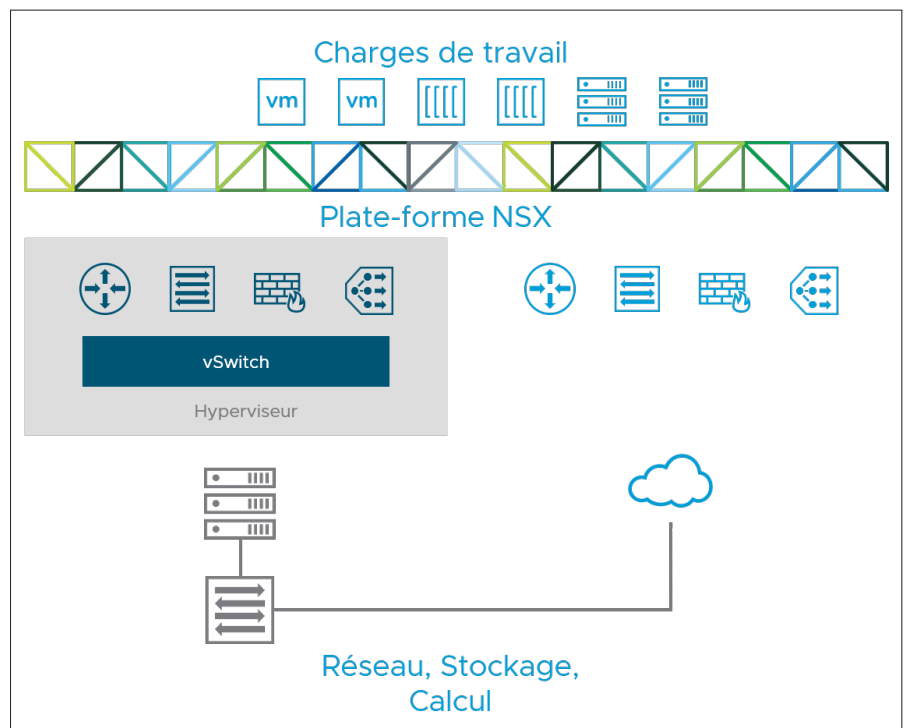 Charges de travail
vm vm
Plate-forme NSX
vSwitch
Hyperviseur
Réseau, Stockage,
Calcul